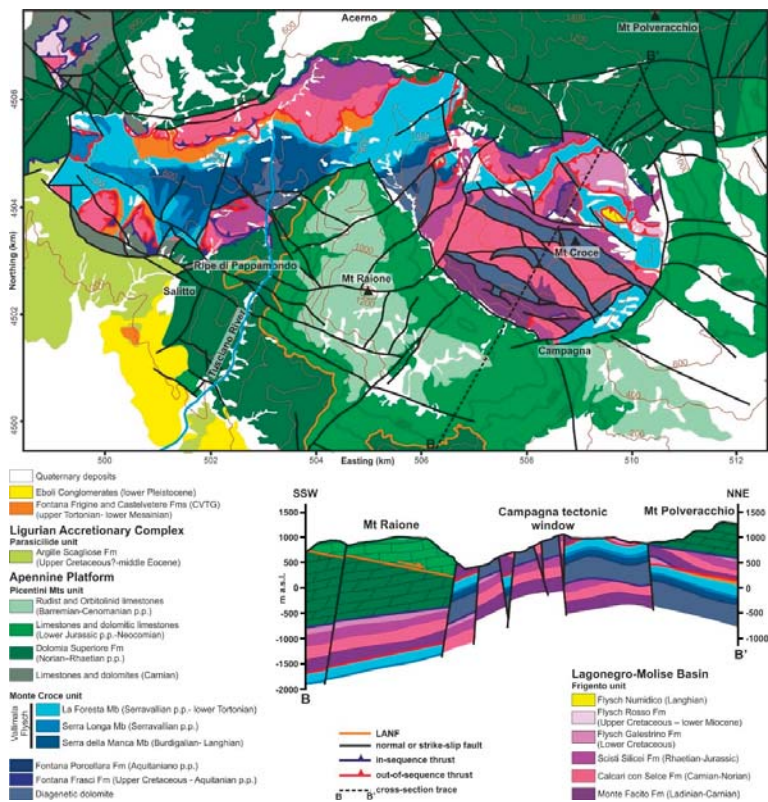 Acerno
Mt Polveracchio
B'
Mt Croce
Ripe di Pappamondo
Mt Raione
Salitto
Tusciano River
Campagna
B
4506
4504
4502
4500
Northing (km)
500
502
504
506
508
510
512
Easting (km)
Quaternary deposits
Eboli Conglomerates (lower Pleistocene)
Fontana Frigine and Castelvetere Fms (CVTG)
(upper Tortonian- lower Messinian)
Ligurian Accretionary Complex
Parasicilide unit
Argille Scagliose Fm
(Upper Cretaceous?-middle Eocene)
Apennine Platform
Picentini Mts unit
Rudist and Orbitolinid limestones
(Barremian-Cenomanian p.p.)
Limestones and dolomitic limestones
(Lower Jurassic p.p.-Neocomian)
Dolomia Superiore Fm
(Norian-Rhaetian p.p.)
Limestones and dolomites (Carnian)
Monte Croce unit
Vallimala
Flysch
La Foresta Mb (Serravallian p.p.- lower Tortonian)
Serra Longa Mb (Serravallian p.p.)
Serra della Manca Mb (Burdigalian- Langhian)
Fontana Porcellara Fm (Aquitaniano p.p.)
Fontana Frasci Fm (Upper Cretaceous - Aquitanian p.p.)
Diagenetic dolomite
SSW
NNE
Mt Raione
Campagna tectonic
window
Mt Polveracchio
1500
1000
500
0
-500
-1000
-1500
-2000
m a.s.l.
1500
1000
500
0
-500
-1000
B
B'
LANF
normal or strike-slip fault
in-sequence thrust
out-of-sequence thrust
B B' cross-section trace
Lagonegro-Molise Basin
Frigento unit
Flysch Numidico (Langhian)
Flysch Rosso Fm
(Upper Cretaceous – lower Miocene)
Flysch Galestrino Fm
(Lower Cretaceous)
Scisti Silicei Fm (Rhaetian-Jurassic)
Calcari con Selce Fm (Carnian-Norian)
Monte Facito Fm (Ladinian-Carnian)